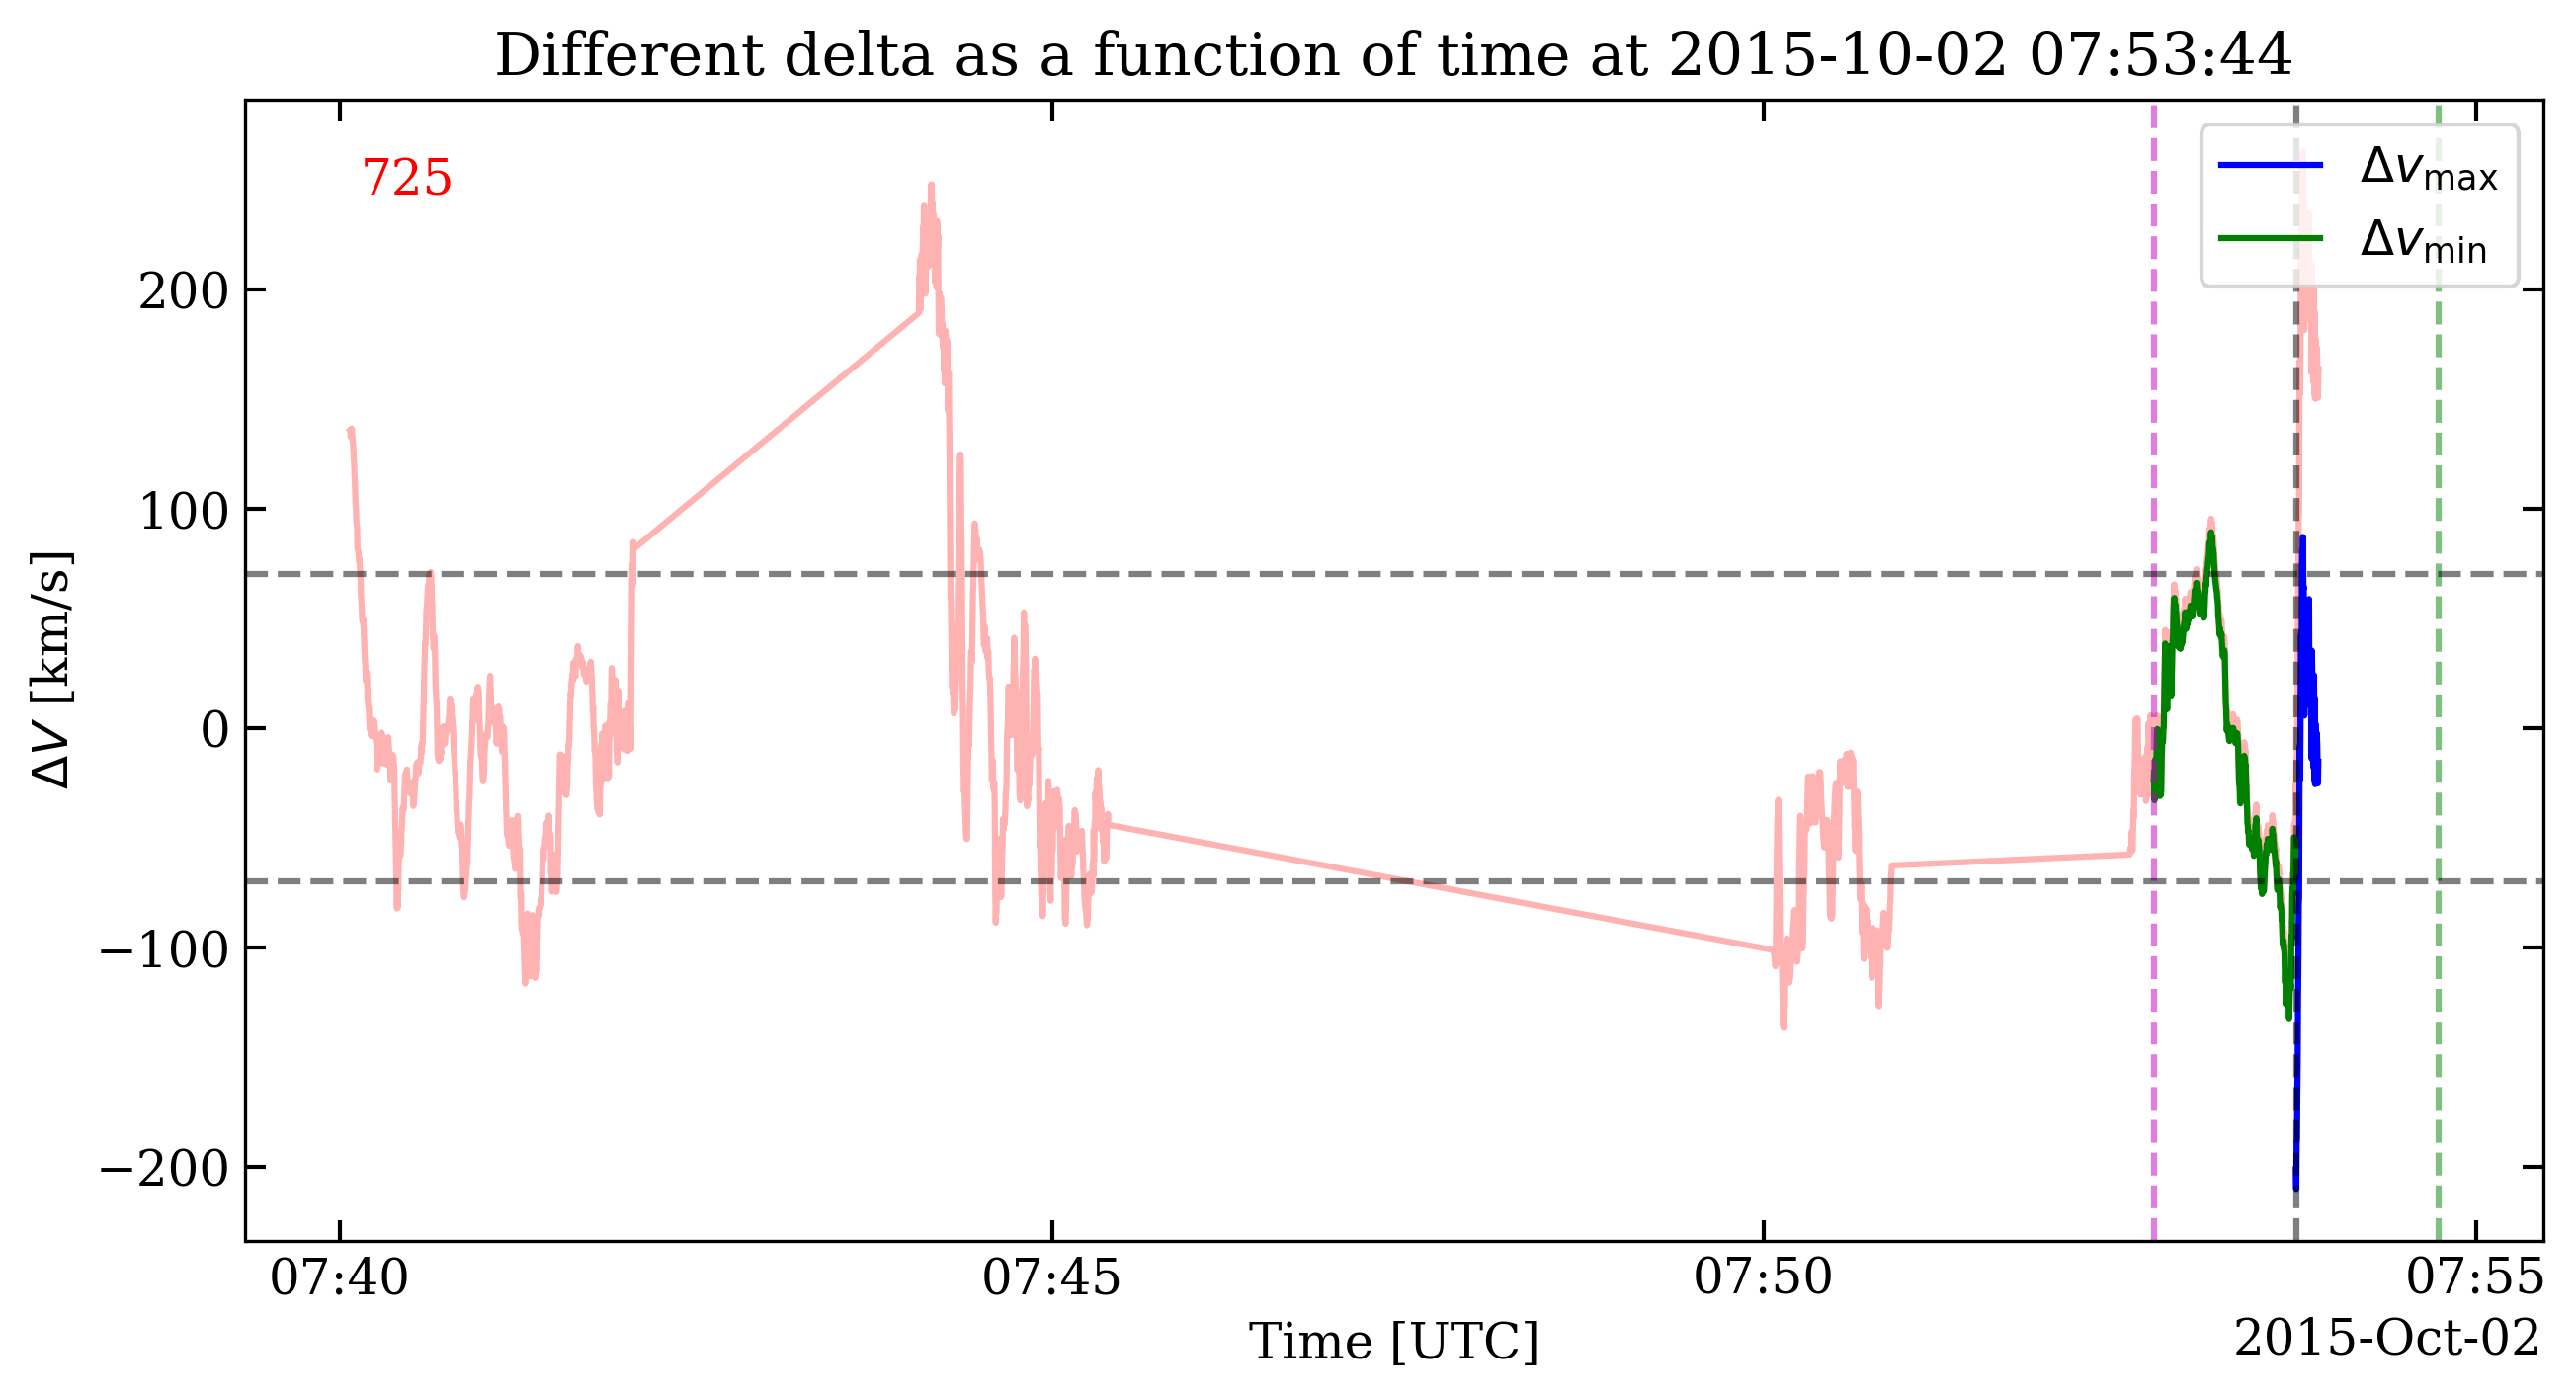 Different delta as a function of time at 2015-10-02 07:53:44
725
Δv_max
Δv_min
ΔV [km/s]
200
100
0
−100
−200
07:40
07:45
07:50
07:55
Time [UTC]
2015-Oct-02